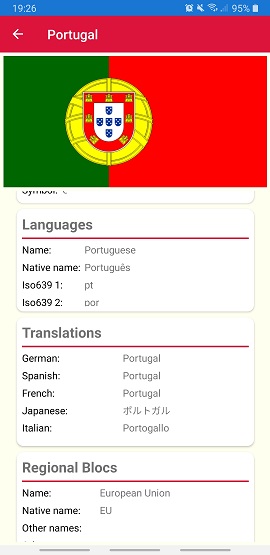 19:26 95%
Portugal
Symbol: €
Languages
Name: Portuguese
Native name: Português
Iso639 1: pt
Iso639 2: por
Translations
German: Portugal
Spanish: Portugal
French: Portugal
Japanese: ポルトガル
Italian: Portogallo
Regional Blocs
Name: European Union
Native name: EU
Other names: